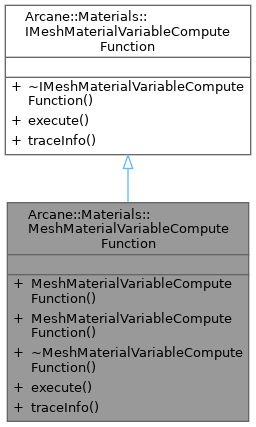 Arcane::Materials::
IMeshMaterialVariableCompute
Function
+ ~IMeshMaterialVariableCompute
Function()
+ execute()
+ traceInfo()
Arcane::Materials::
MeshMaterialVariableCompute
Function
+ MeshMaterialVariableCompute
Function()
+ MeshMaterialVariableCompute
Function()
+ ~MeshMaterialVariableCompute
Function()
+ execute()
+ traceInfo()